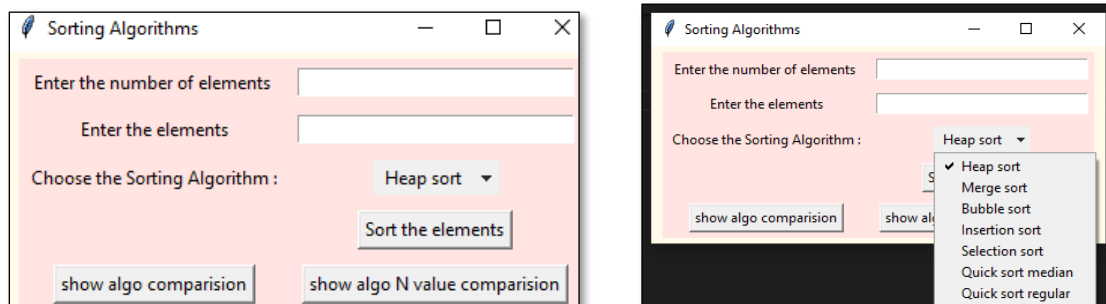 Sorting Algorithms
Enter the number of elements
Enter the elements
Choose the Sorting Algorithm :
Heap sort
Sort the elements
show algo comparision
show algo N value comparision
Sorting Algorithms
Enter the number of elements
Enter the elements
Choose the Sorting Algorithm :
Heap sort
Heap sort
Merge sort
Bubble sort
Insertion sort
Selection sort
Quick sort median
Quick sort regular
S
show algo comparision
show alg